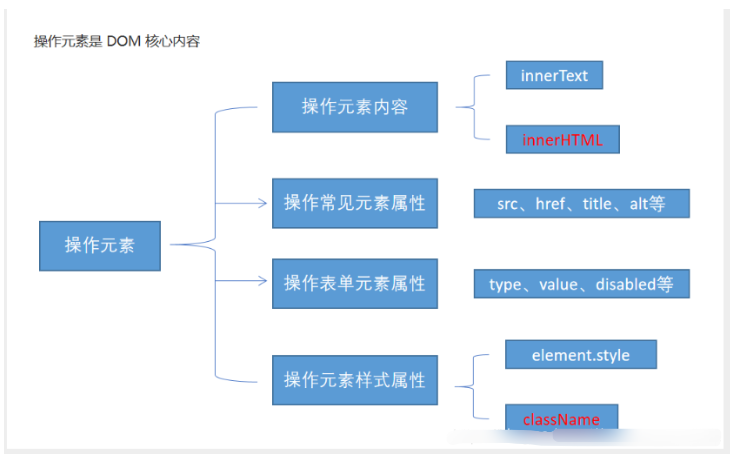 操作元素是 DOM 核心内容
操作元素
操作元素内容
innerText
innerHTML
操作常见元素属性
src、href、title、alt等
操作表单元素属性
type、value、disabled等
操作元素样式属性
element.style
className